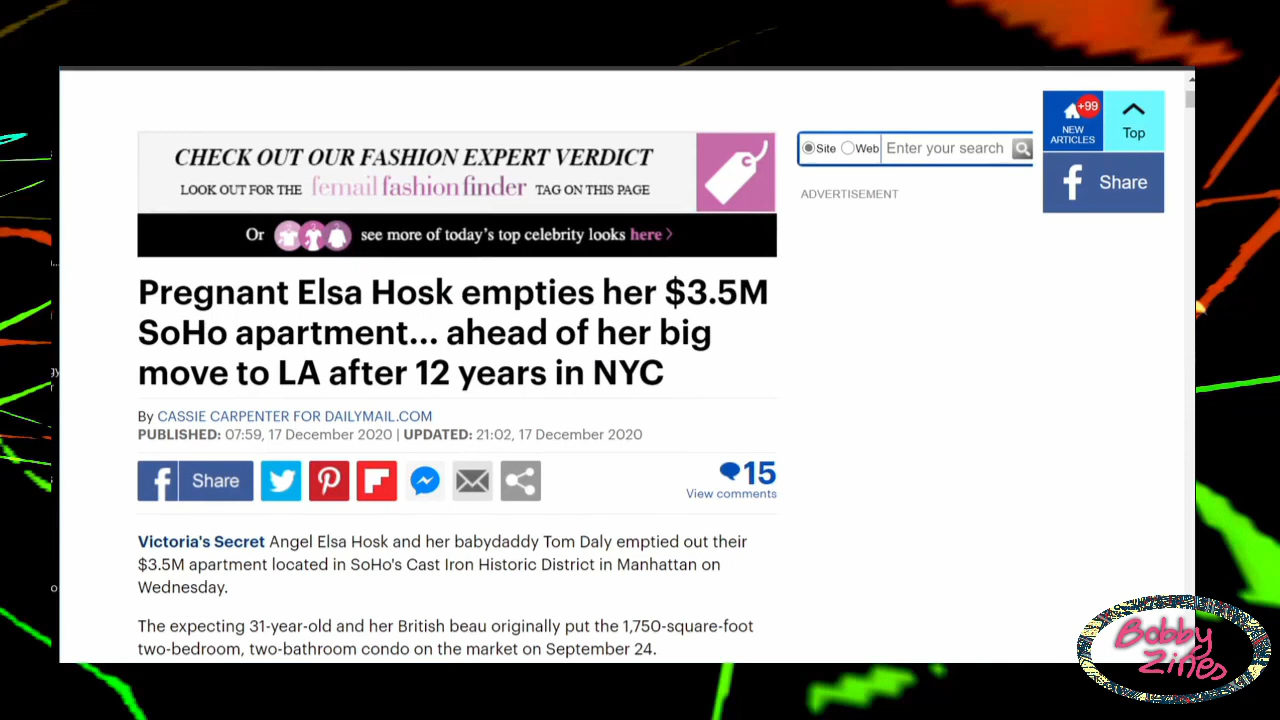 CHECK OUT OUR FASHION EXPERT VERDICT
LOOK OUT FOR THE femail fashion finder TAG ON THIS PAGE
Or see more of today's top celebrity looks here >
Site Web Enter your search
ADVERTISEMENT
+99
NEW
ARTICLES
Top
Share
Pregnant Elsa Hosk empties her $3.5M
SoHo apartment... ahead of her big
move to LA after 12 years in NYC
By CASSIE CARPENTER FOR DAILYMAIL.COM
PUBLISHED: 07:59, 17 December 2020 | UPDATED: 21:02, 17 December 2020
Share
15
View comments
Victoria's Secret Angel Elsa Hosk and her babydaddy Tom Daly emptied out their
$3.5M apartment located in SoHo's Cast Iron Historic District in Manhattan on
Wednesday.
The expecting 31-year-old and her British beau originally put the 1,750-square-foot
two-bedroom, two-bathroom condo on the market on September 24.
Bobby
Zines